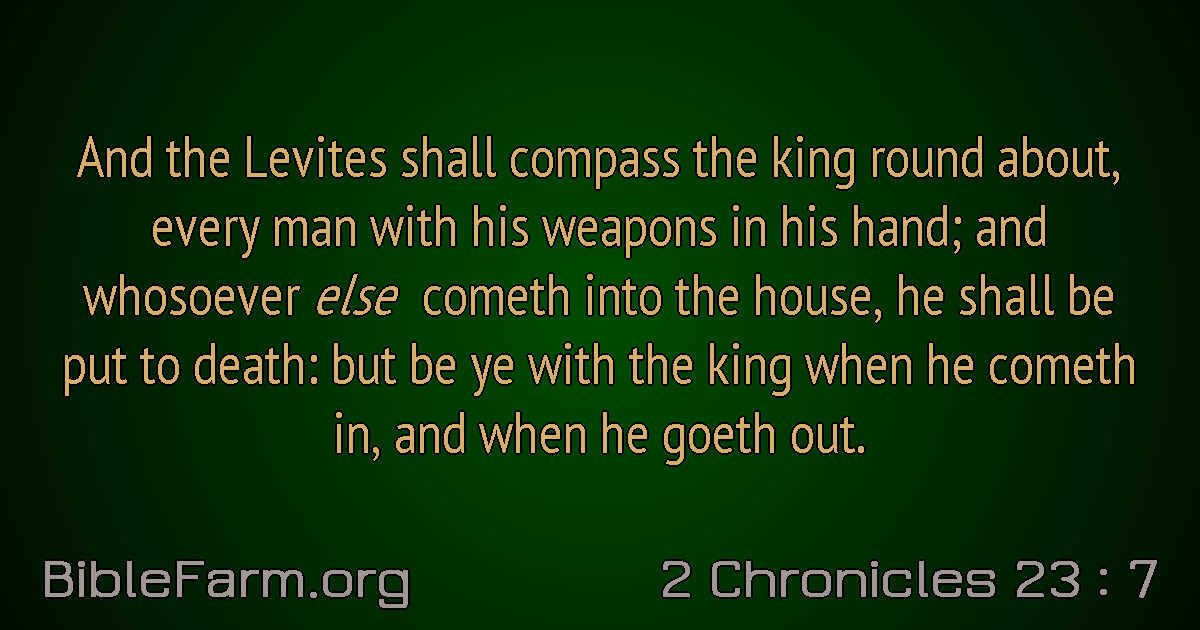 And the Levites shall compass the king round about,
every man with his weapons in his hand; and
whosoever else cometh into the house, he shall be
put to death: but be ye with the king when he cometh
in, and when he goeth out.
BibleFarm.org
2 Chronicles 23 : 7